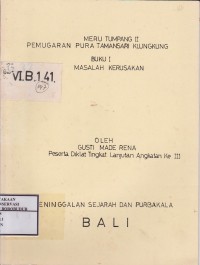 MERU TUMPANG II
PEMUGARAN PURA TAMANSARI KLUNGKUNG
BUKU I
MASALAH KERUSAKAN
VI.B.1 41.
OLEH
GUSTI MADE RENA
Peserta Diklat Tingkat Lanjutan Angkatan Ke III
ENINGGALAN SEJARAH DAN PURBAKALA
BALI